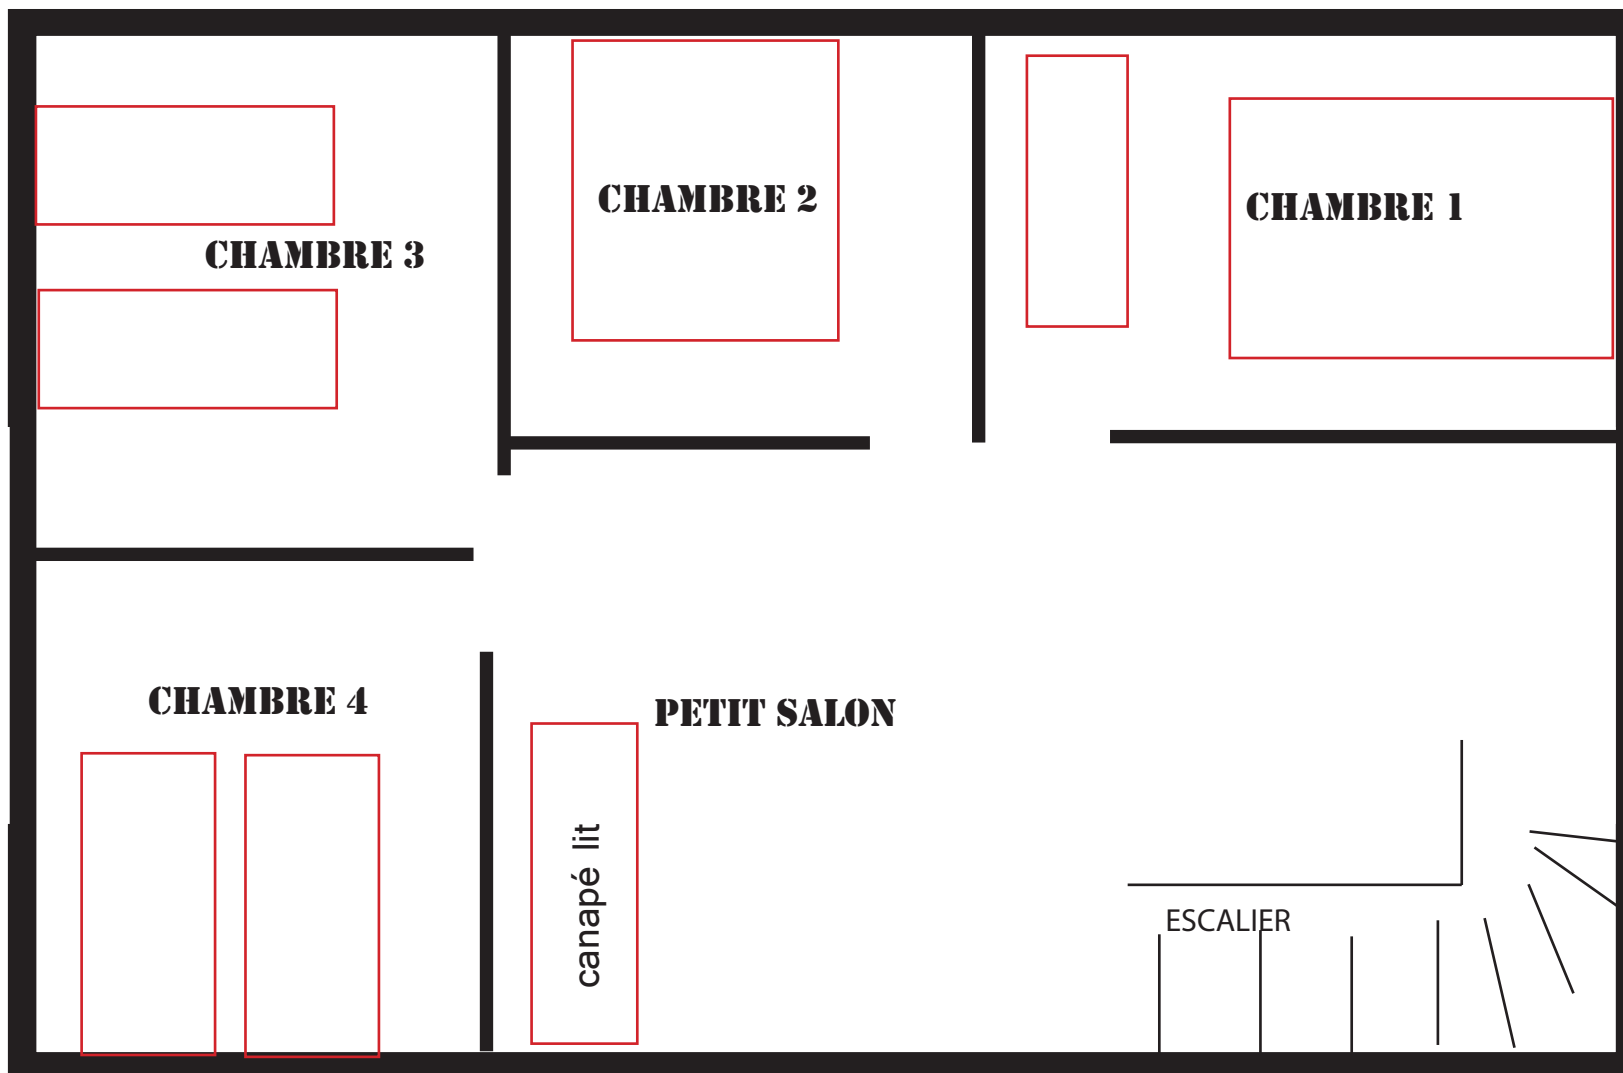 CHAMBRE 2
CHAMBRE 1
CHAMBRE 3
CHAMBRE 4
PETIT SALON
canapé lit
ESCALIER